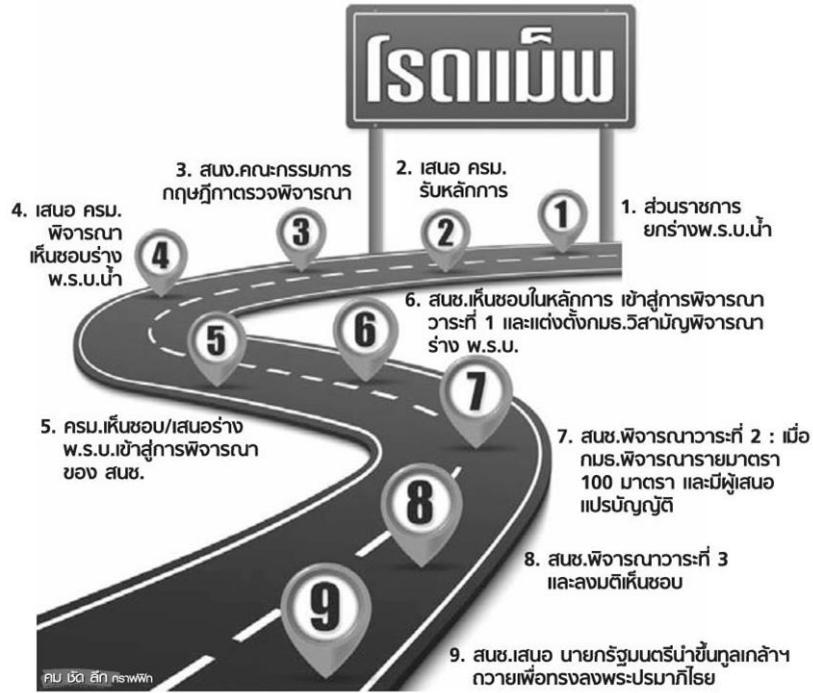 โรดแม็พ
1. ส่วนราชการ
ยกร่างพ.ร.บ.น้ำ
2. เสนอ ครม.
รับหลักการ
3. สนง.คณะกรรมการ
กฤษฎีกาตรวจพิจารณา
4. เสนอ ครม.
พิจารณา
เห็นชอบร่าง
พ.ร.บ.น้ำ
5. ครม.เห็นชอบ/เสนอร่าง
พ.ร.บ.เข้าสู่การพิจารณา
ของ สนช.
6. สนช.เห็นชอบในหลักการ เข้าสู่การพิจารณา
วาระที่ 1 และแต่งตั้งกมธ.วิสามัญพิจารณา
ร่าง พ.ร.บ.
7. สนช.พิจารณาวาระที่ 2 : เมื่อ
กมธ.พิจารณารายมาตรา
100 มาตรา และมีผู้เสนอ
แปรบัญญัติ
8. สนช.พิจารณาวาระที่ 3
และลงมติเห็นชอบ
9. สนช.เสนอ นายกรัฐมนตรีนำขึ้นทูลเกล้าฯ
ถวายเพื่อทรงลงพระปรมาภิไธย
1
2
3
4
5
6
7
8
9
คม ชัด ลึก กราฟฟิก